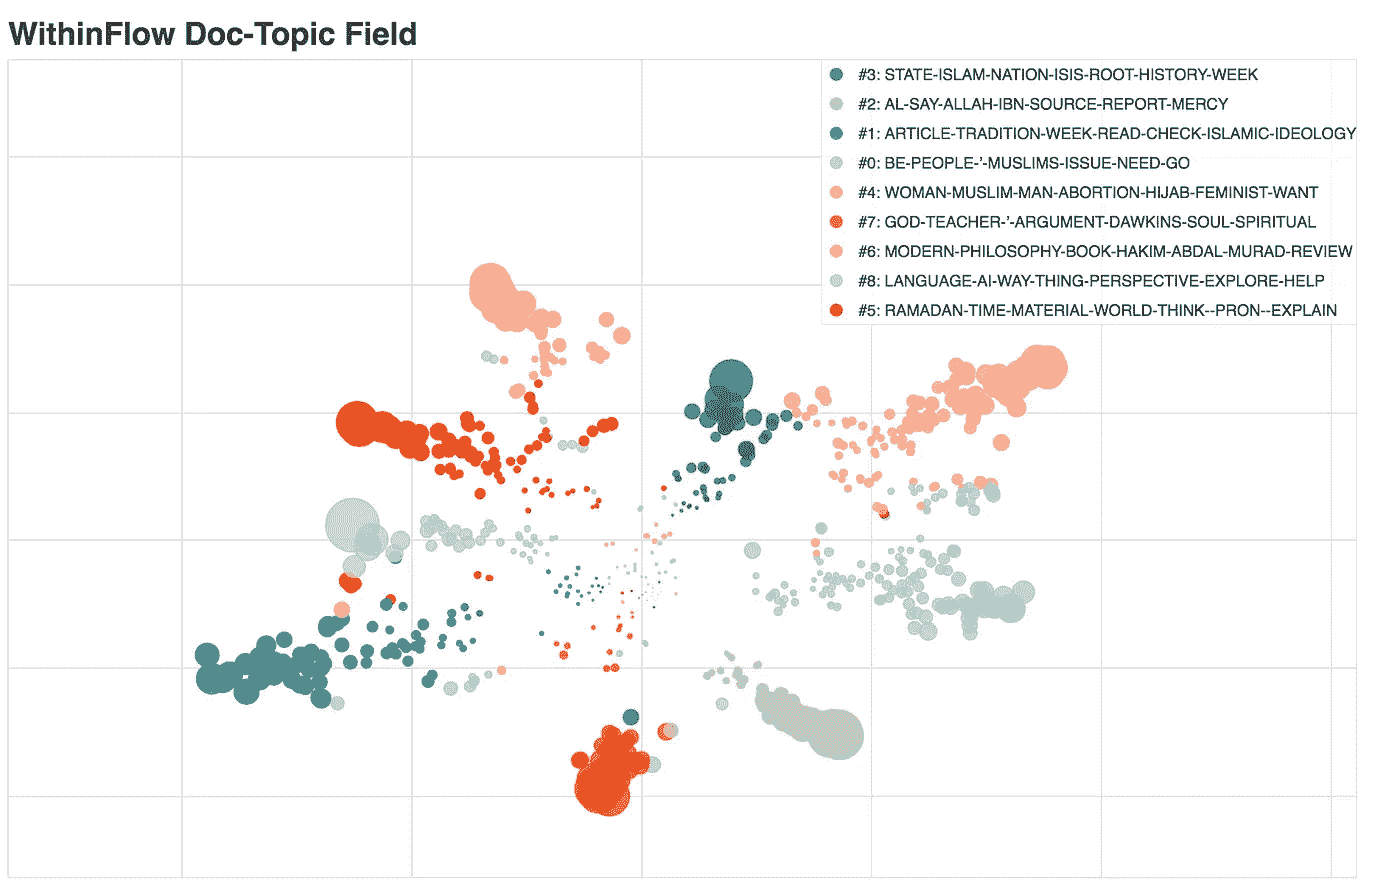 WithinFlow Doc-Topic Field
#3: STATE-ISLAM-NATION-ISIS-ROOT-HISTORY-WEEK
#2: AL-SAY-ALLAH-IBN-SOURCE-REPORT-MERCY
#1: ARTICLE-TRADITION-WEEK-READ-CHECK-ISLAMIC-IDEOLOGY
#0: BE-PEOPLE-'-MUSLIMS-ISSUE-NEED-GO
#4: WOMAN-MUSLIM-MAN-ABORTION-HIJAB-FEMINIST-WANT
#7: GOD-TEACHER-'-ARGUMENT-DAWKINS-SOUL-SPIRITUAL
#6: MODERN-PHILOSOPHY-BOOK-HAKIM-ABDAL-MURAD-REVIEW
#8: LANGUAGE-AI-WAY-THING-PERSPECTIVE-EXPLORE-HELP
#5: RAMADAN-TIME-MATERIAL-WORLD-THINK--PRON--EXPLAIN